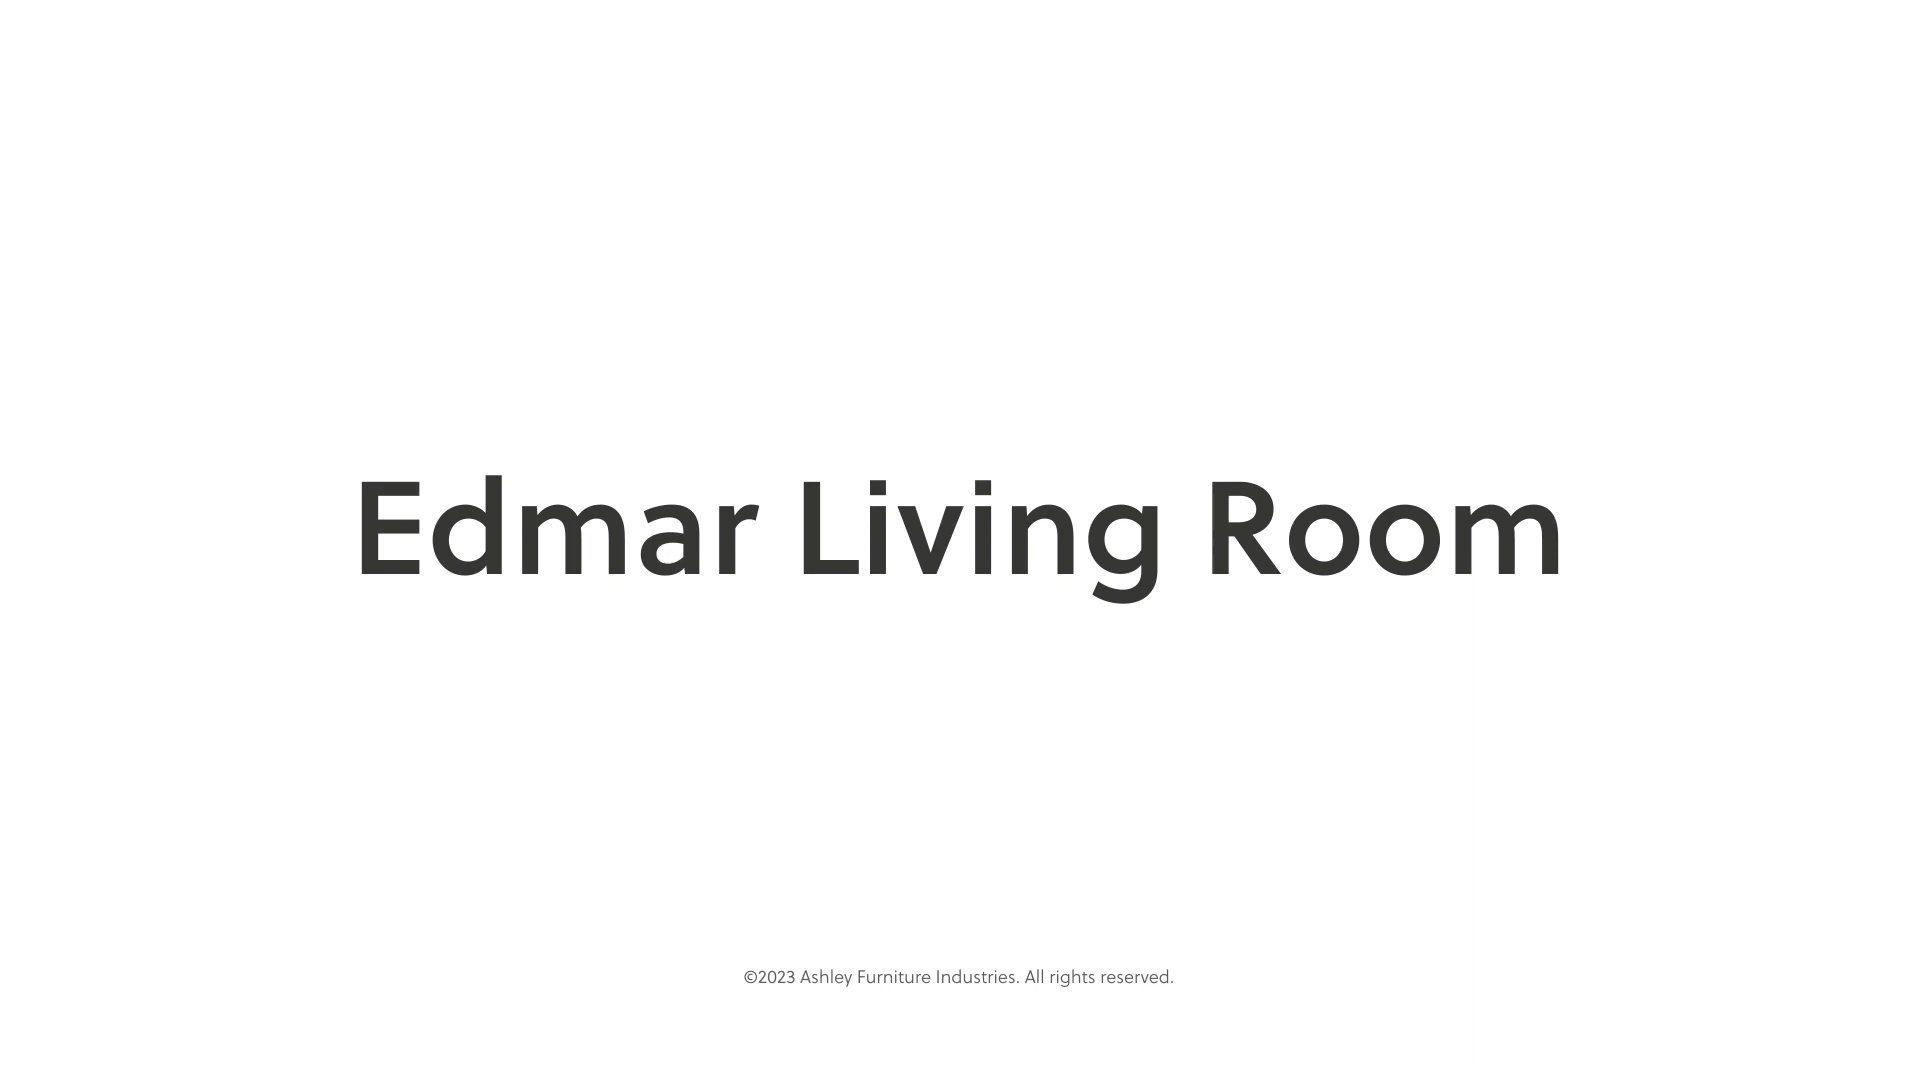 Edmar Living Room
©2023 Ashley Furniture Industries. All rights reserved.